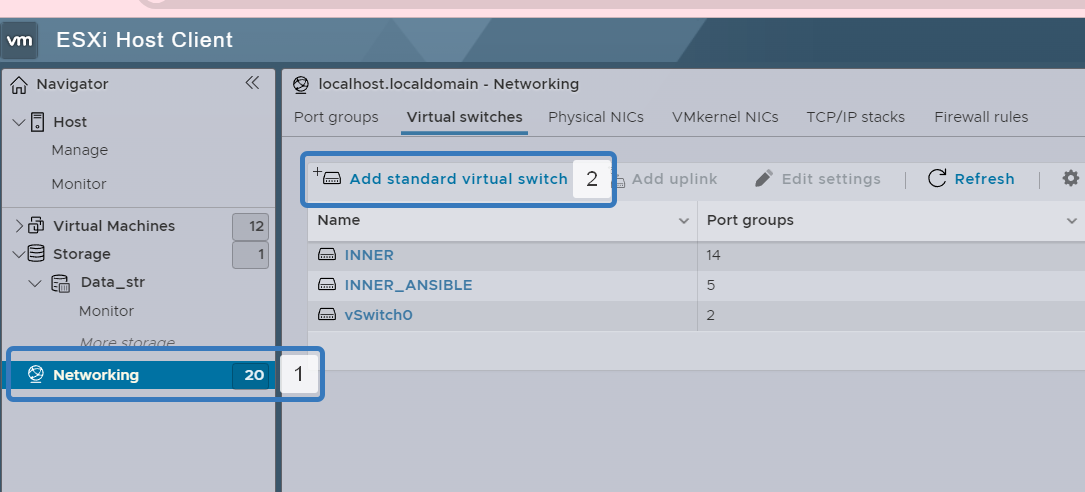 vm ESXi Host Client
Navigator
Host
Manage
Monitor
Virtual Machines 12
Storage 1
Data_str
Monitor
More storage
Networking 20 1
localhost.localdomain - Networking
Port groups Virtual switches Physical NICs VMkernel NICs TCP/IP stacks Firewall rules
Add standard virtual switch 2 Add uplink Edit settings Refresh
Name Port groups
INNER 14
INNER_ANSIBLE 5
vSwitch0 2